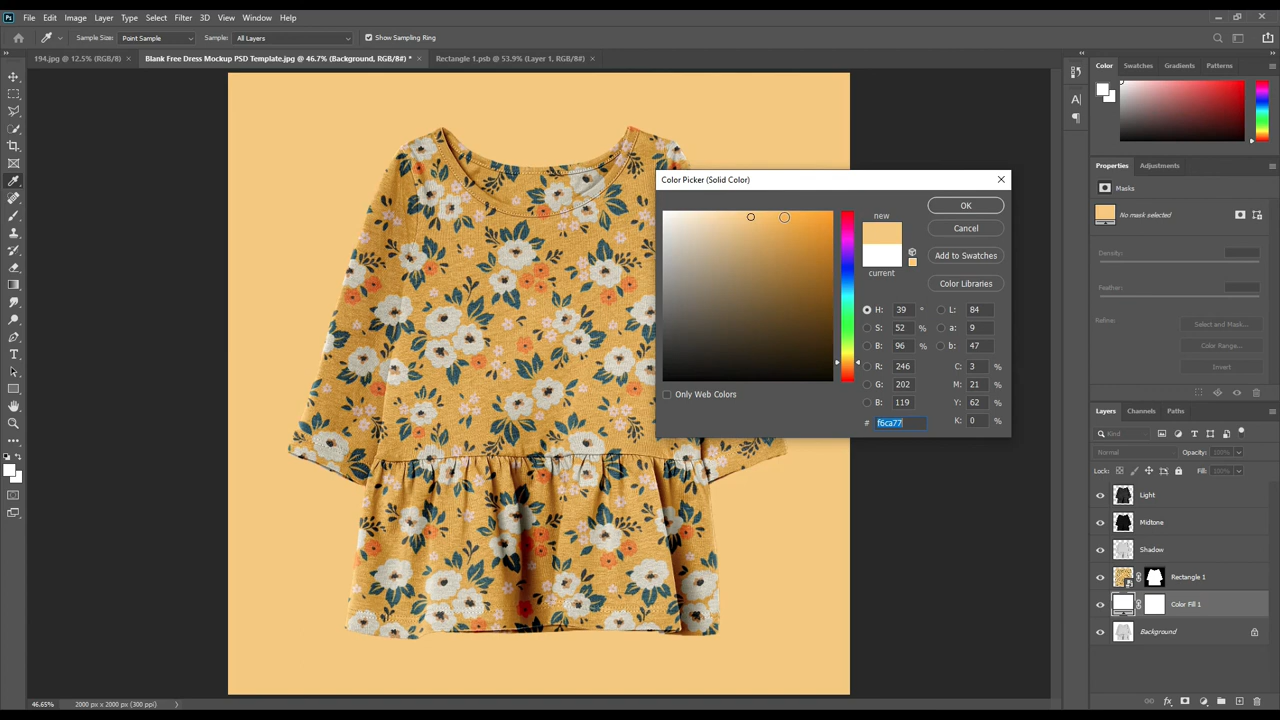 Ps File Edit Image Layer Type Select Filter 3D View Window Help
Sample Size: Point Sample Sample: All Layers Show Sampling Ring
194.jpg @ 12.5% (RGB/8) × Blank Free Dress Mockup PSD Template.jpg @ 46.7% (Background, RGB/8#) * × Rectangle 1.psb @ 53.9% (Layer 1, RGB/8#) ×
Color Swatches Gradients Patterns
Properties Adjustments
Masks
No mask selected
Density:
Feather:
Refine: Select and Mask...
Color Range...
Invert
Color Picker (Solid Color)
new
current
OK
Cancel
Add to Swatches
Color Libraries
H: 39 ° L: 84
S: 52 % a: 9
B: 96 % b: 47
R: 246 C: 3 %
G: 202 M: 21 %
B: 119 Y: 62 %
# f6ca77 K: 0 %
Only Web Colors
Layers Channels Paths
Kind
Normal Opacity: 100%
Lock: Fill: 100%
Light
Midtone
Shadow
Rectangle 1
Color Fill 1
Background
46.65% 2000 px x 2000 px (300 ppi)